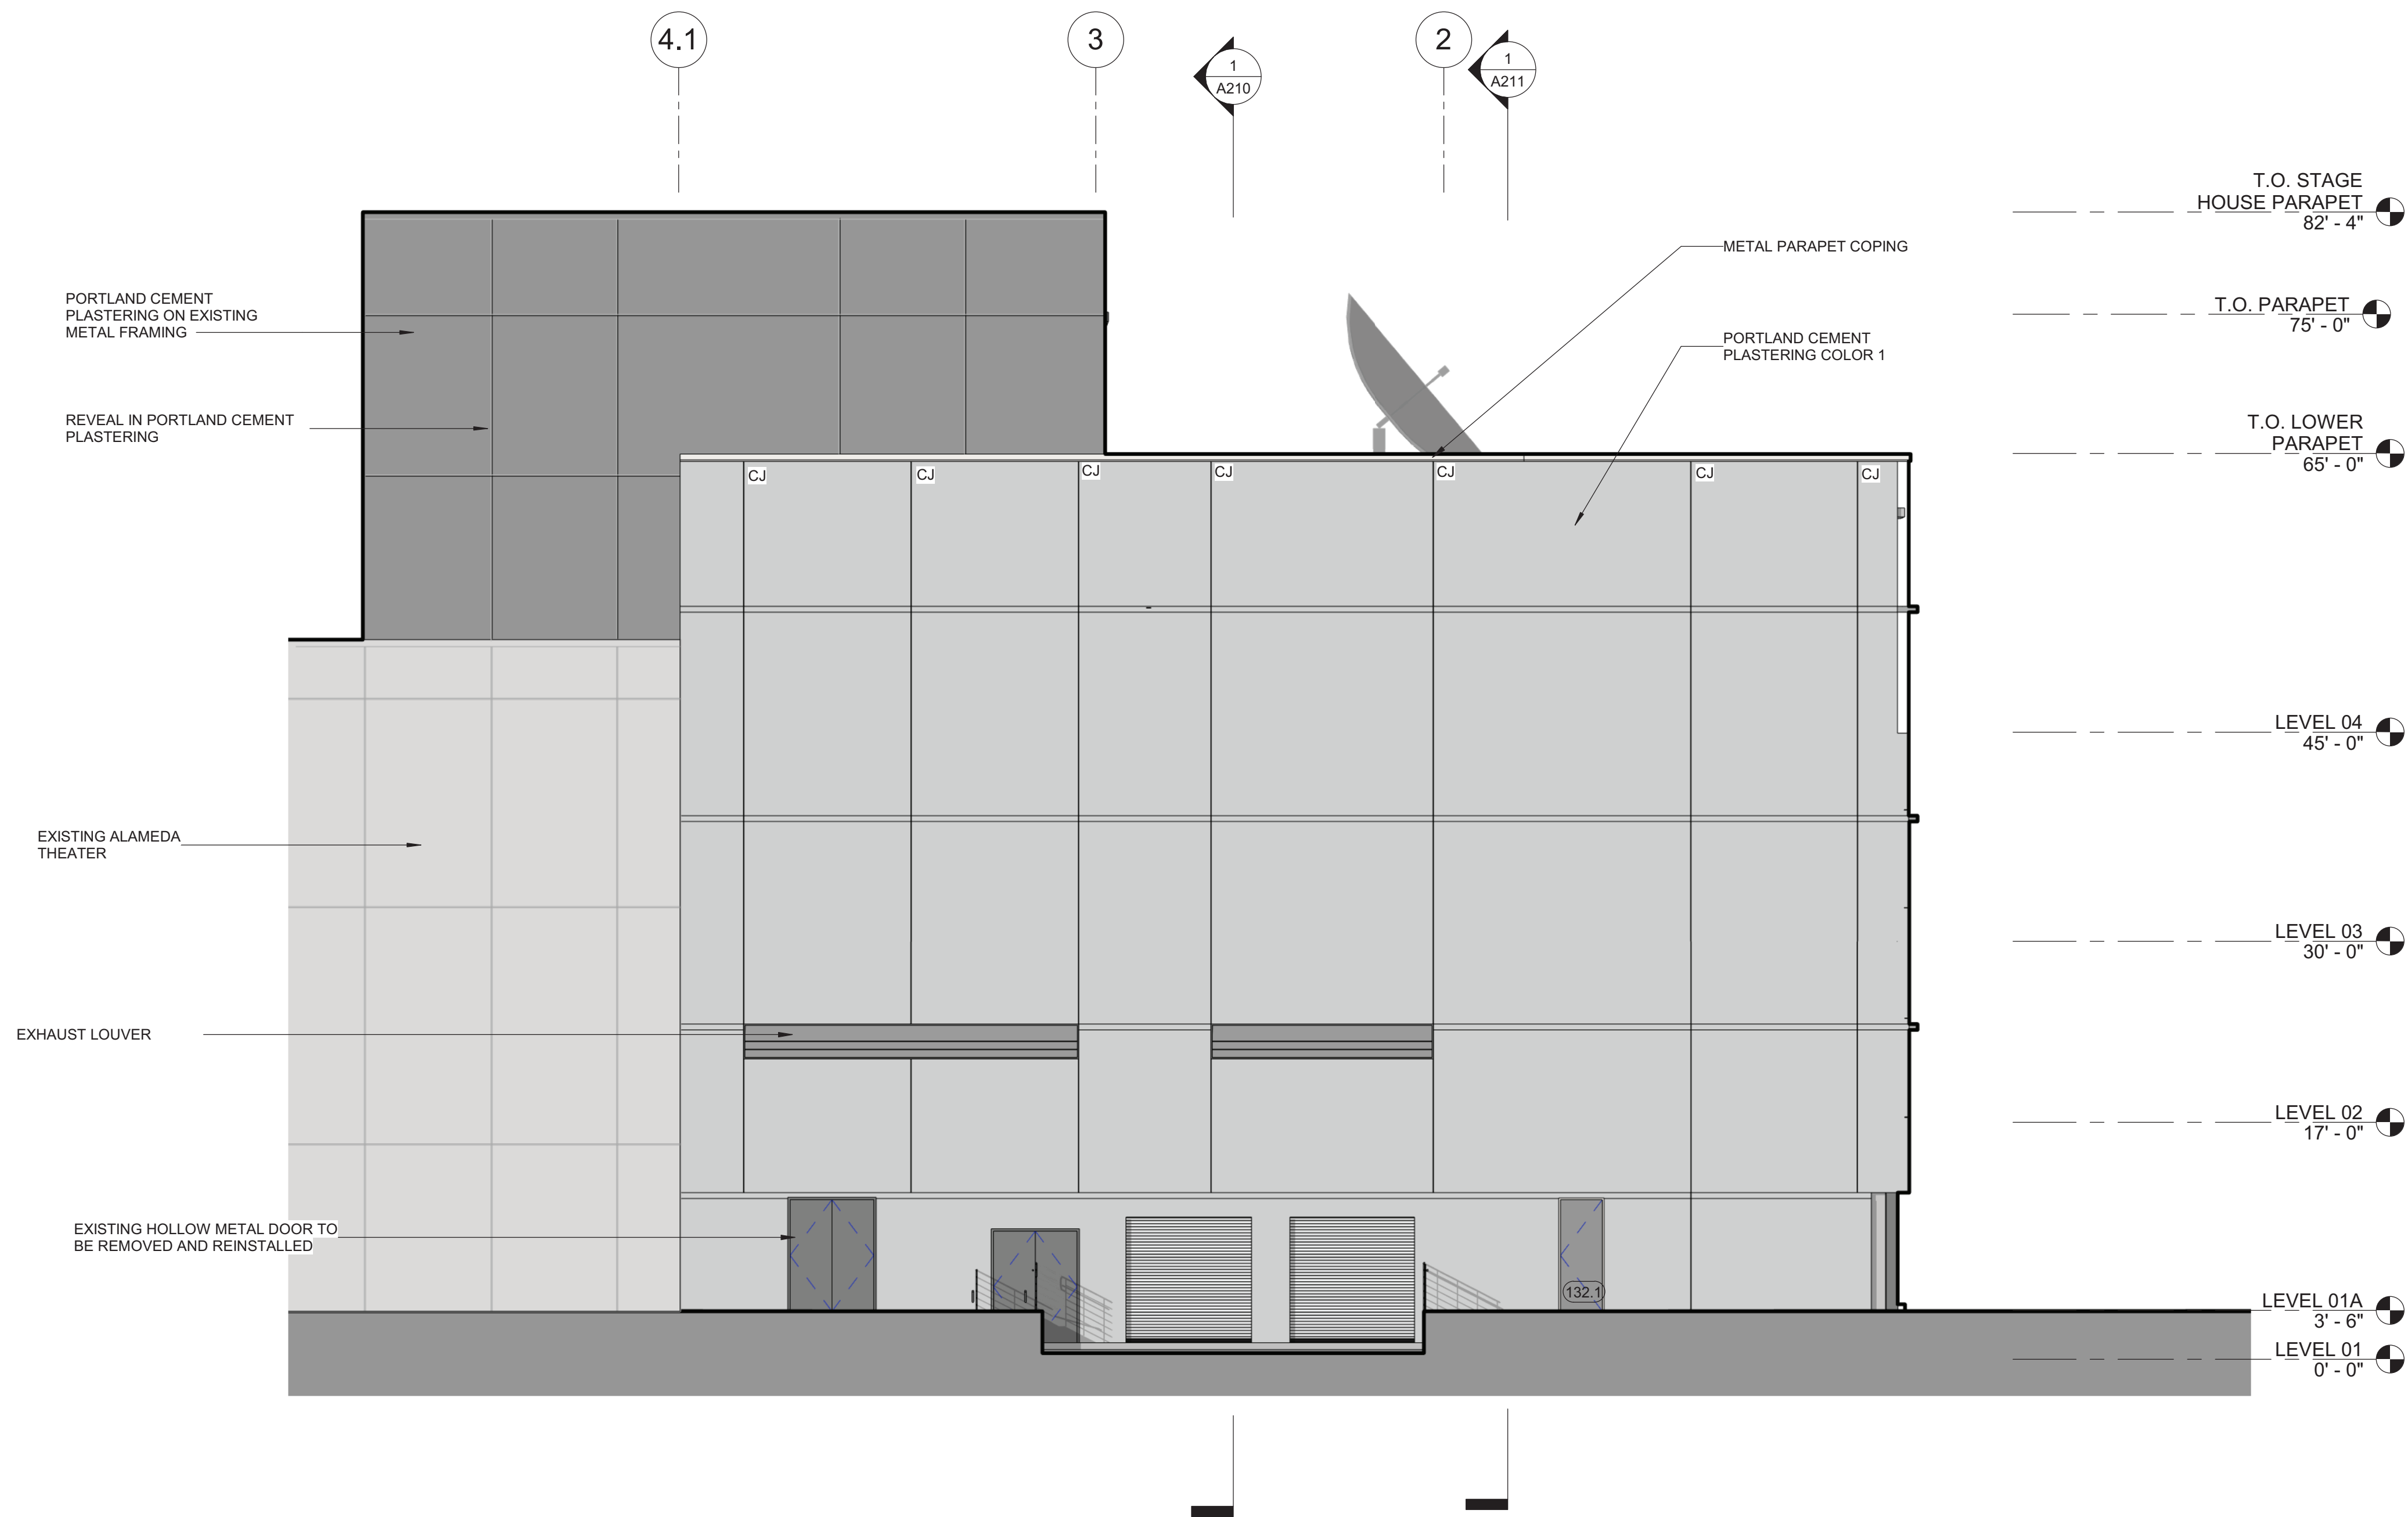 4.1
3
2
1
A210
1
A211
T.O. STAGE
HOUSE PARAPET
82' - 4"
METAL PARAPET COPING
PORTLAND CEMENT
PLASTERING ON EXISTING
METAL FRAMING
T.O. PARAPET
75' - 0"
PORTLAND CEMENT
PLASTERING COLOR 1
REVEAL IN PORTLAND CEMENT
PLASTERING
T.O. LOWER
PARAPET
65' - 0"
CJ
CJ
CJ
CJ
CJ
CJ
CJ
LEVEL 04
45' - 0"
EXISTING ALAMEDA
THEATER
LEVEL 03
30' - 0"
EXHAUST LOUVER
LEVEL 02
17' - 0"
EXISTING HOLLOW METAL DOOR TO
BE REMOVED AND REINSTALLED
132.1
LEVEL 01A
3' - 6"
LEVEL 01
0' - 0"